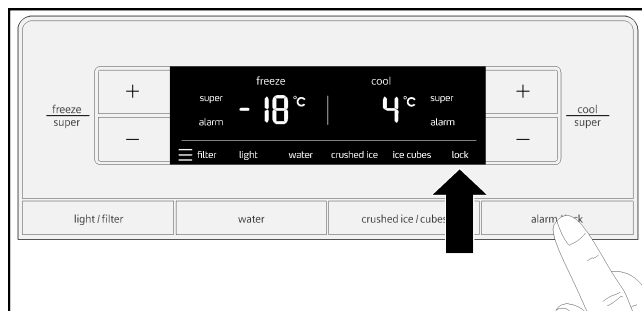 freeze cool
super -18°C 4°C super
alarm alarm
+ +
freeze
super
cool
super
– –
filter light water crushed ice ice cubes lock
light / filter water crushed ice / cubes alarm